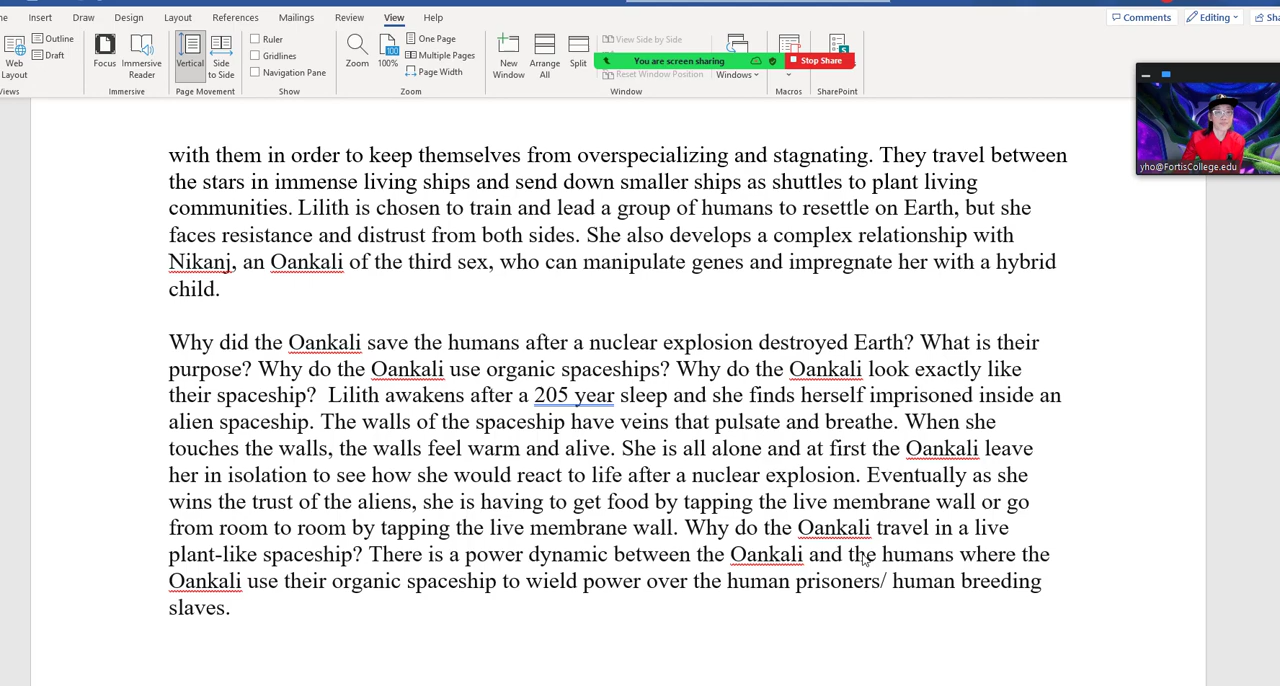 me Insert Draw Design Layout References Mailings Review View Help Comments Editing Sha
Outline
Draft
Web Layout
Views
Focus
Immersive Reader
Immersive
Vertical
Side to Side
Page Movement
Ruler
Gridlines
Navigation Pane
Show
Zoom
100%
One Page
Multiple Pages
Page Width
Zoom
New Window
Arrange All
Split
View Side by Side
Reset Window Position
Windows
Window
You are screen sharing
Stop Share
Macros
SharePoint
yho@FortisCollege.edu
with them in order to keep themselves from overspecializing and stagnating. They travel between
the stars in immense living ships and send down smaller ships as shuttles to plant living
communities. Lilith is chosen to train and lead a group of humans to resettle on Earth, but she
faces resistance and distrust from both sides. She also develops a complex relationship with
Nikanj, an Oankali of the third sex, who can manipulate genes and impregnate her with a hybrid
child.
Why did the Oankali save the humans after a nuclear explosion destroyed Earth? What is their
purpose? Why do the Oankali use organic spaceships? Why do the Oankali look exactly like
their spaceship?  Lilith awakens after a 205 year sleep and she finds herself imprisoned inside an
alien spaceship. The walls of the spaceship have veins that pulsate and breathe. When she
touches the walls, the walls feel warm and alive. She is all alone and at first the Oankali leave
her in isolation to see how she would react to life after a nuclear explosion. Eventually as she
wins the trust of the aliens, she is having to get food by tapping the live membrane wall or go
from room to room by tapping the live membrane wall. Why do the Oankali travel in a live
plant-like spaceship? There is a power dynamic between the Oankali and the humans where the
Oankali use their organic spaceship to wield power over the human prisoners/ human breeding
slaves.